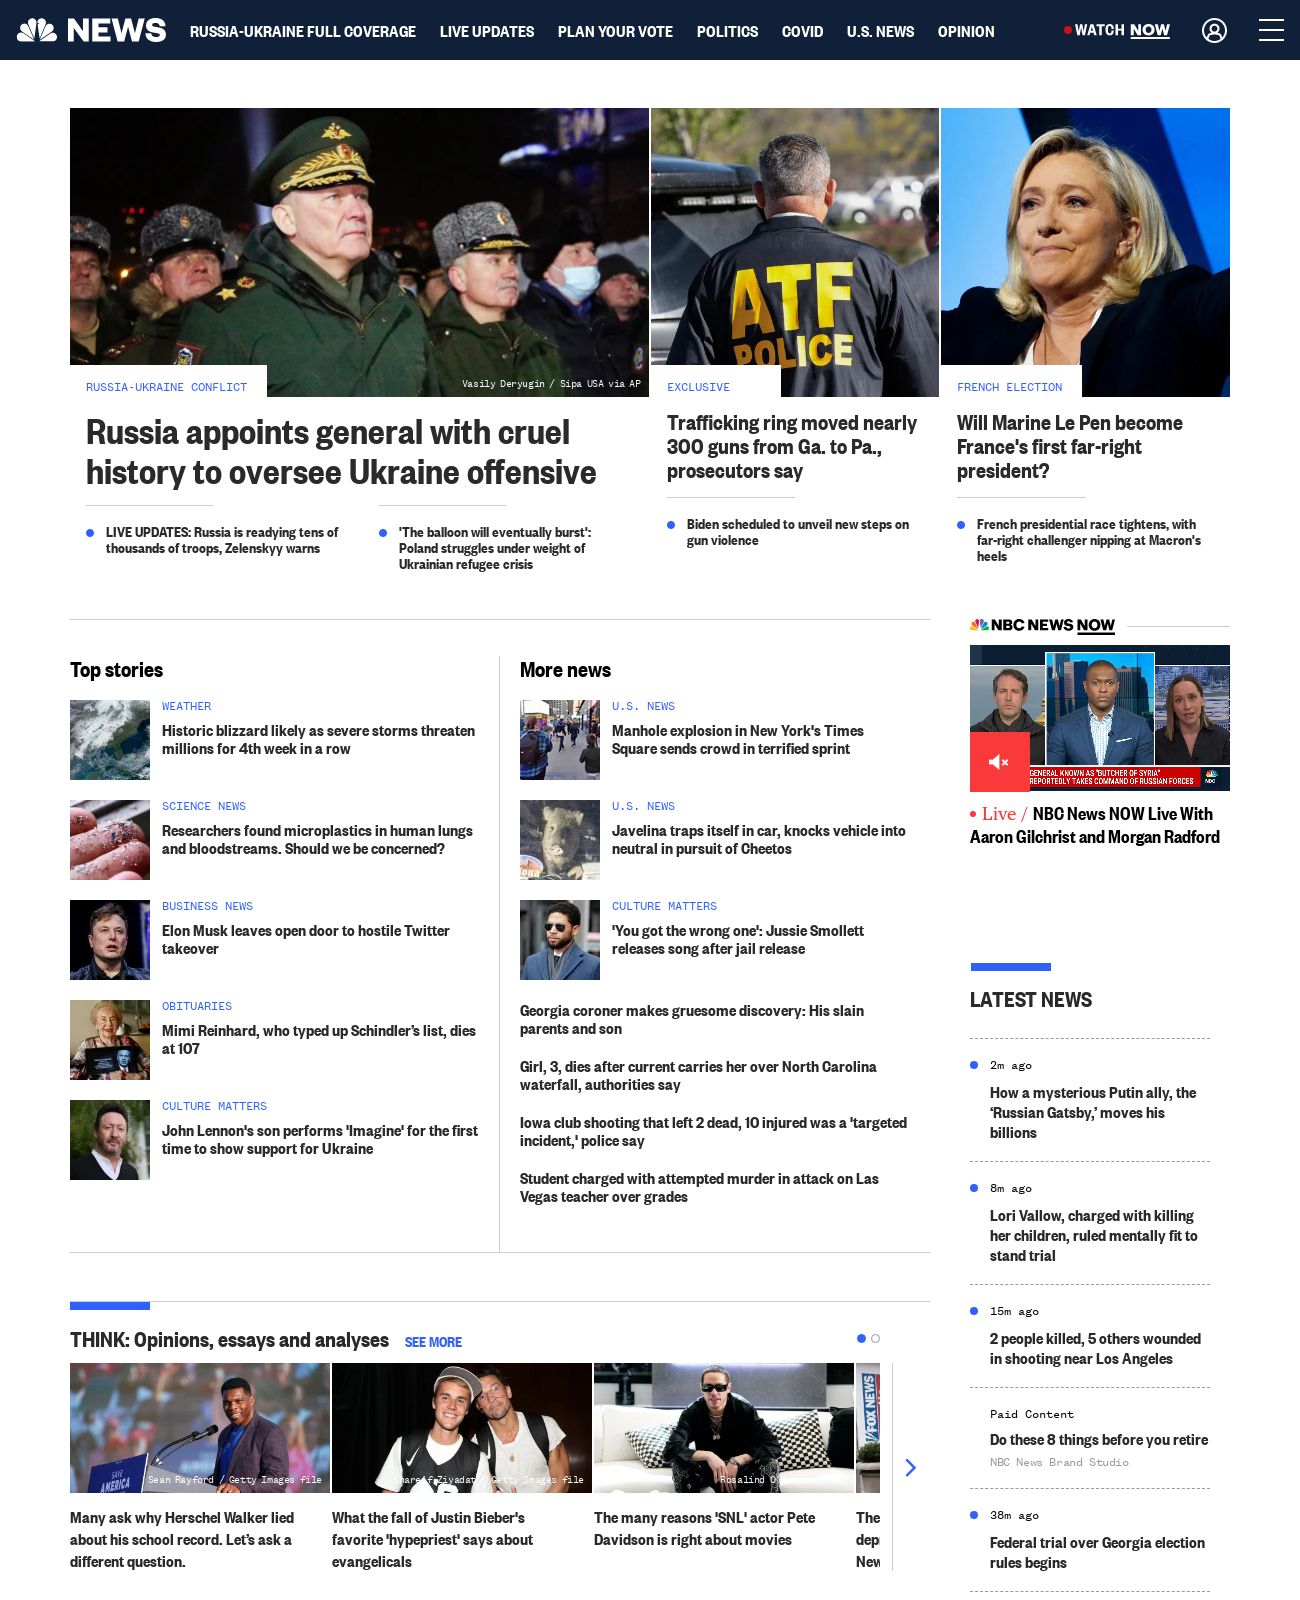 NEWS
RUSSIA-UKRAINE FULL COVERAGE
LIVE UPDATES
PLAN YOUR VOTE
POLITICS
COVID
U.S. NEWS
OPINION
WATCH NOW
ATF
POLICE
RUSSIA-UKRAINE CONFLICT
Vasily Deryugin / Sipa USA via AP
Russia appoints general with cruel
history to oversee Ukraine offensive
LIVE UPDATES: Russia is readying tens of
thousands of troops, Zelenskyy warns
'The balloon will eventually burst':
Poland struggles under weight of
Ukrainian refugee crisis
EXCLUSIVE
Trafficking ring moved nearly
300 guns from Ga. to Pa.,
prosecutors say
Biden scheduled to unveil new steps on
gun violence
FRENCH ELECTION
Will Marine Le Pen become
France's first far-right
president?
French presidential race tightens, with
far-right challenger nipping at Macron's
heels
Top stories
WEATHER
Historic blizzard likely as severe storms threaten
millions for 4th week in a row
SCIENCE NEWS
Researchers found microplastics in human lungs
and bloodstreams. Should we be concerned?
BUSINESS NEWS
Elon Musk leaves open door to hostile Twitter
takeover
OBITUARIES
Mimi Reinhard, who typed up Schindler’s list, dies
at 107
CULTURE MATTERS
John Lennon's son performs 'Imagine' for the first
time to show support for Ukraine
More news
U.S. NEWS
Manhole explosion in New York's Times
Square sends crowd in terrified sprint
U.S. NEWS
Javelina traps itself in car, knocks vehicle into
neutral in pursuit of Cheetos
CULTURE MATTERS
'You got the wrong one': Jussie Smollett
releases song after jail release
Georgia coroner makes gruesome discovery: His slain
parents and son
Girl, 3, dies after current carries her over North Carolina
waterfall, authorities say
Iowa club shooting that left 2 dead, 10 injured was a 'targeted
incident,' police say
Student charged with attempted murder in attack on Las
Vegas teacher over grades
NBC NEWS NOW
GENERAL KNOWN AS "BUTCHER OF SYRIA"
REPORTEDLY TAKES COMMAND OF RUSSIAN FORCES
NBC
Live / NBC News NOW Live With
Aaron Gilchrist and Morgan Radford
LATEST NEWS
2m ago
How a mysterious Putin ally, the
‘Russian Gatsby,’ moves his
billions
8m ago
Lori Vallow, charged with killing
her children, ruled mentally fit to
stand trial
15m ago
2 people killed, 5 others wounded
in shooting near Los Angeles
Paid Content
Do these 8 things before you retire
NBC News Brand Studio
38m ago
Federal trial over Georgia election
rules begins
THINK: Opinions, essays and analyses
SEE MORE
SAVE
AMERICA
Sean Rayford / Getty Images file
Getty Images file
Rosalind
FOX NEWS
Many ask why Herschel Walker lied
about his school record. Let’s ask a
different question.
What the fall of Justin Bieber's
favorite 'hypepriest' says about
evangelicals
The many reasons 'SNL' actor Pete
Davidson is right about movies
The